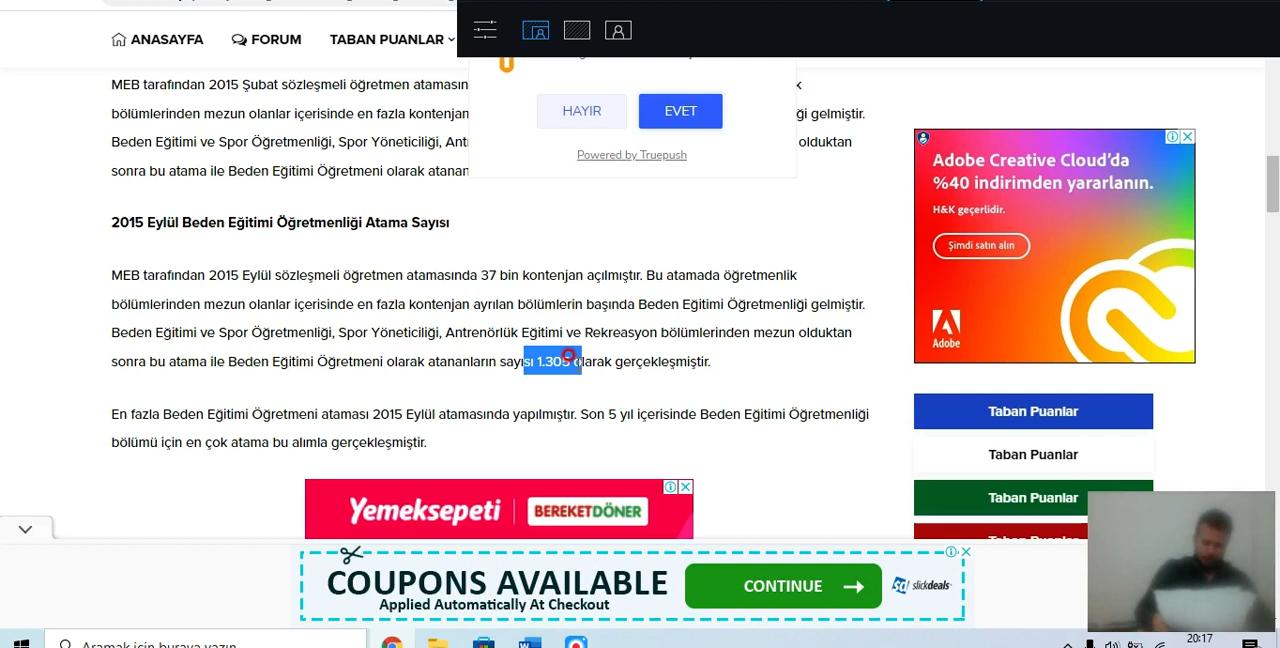 ANASAYFA
FORUM
TABAN PUANLAR
MEB tarafından 2015 Şubat sözleşmeli öğretmen atamasın
bölümlerinden mezun olanlar içerisinde en fazla kontenjan
gelmiştir.
Beden Eğitimi ve Spor Öğretmenliği, Spor Yöneticiliği,
olduktan
sonra bu atama ile Beden Eğitimi Öğretmeni olarak atanan
HAYIR
EVET
Powered by Truepush
2015 Eylül Beden Eğitimi Öğretmenliği Atama Sayısı
MEB tarafından 2015 Eylül sözleşmeli öğretmen atamasında 37 bin kontenjan açılmıştır. Bu atamada öğretmenlik
bölümlerinden mezun olanlar içerisinde en fazla kontenjan ayrılan bölümlerin başında Beden Eğitimi Öğretmenliği gelmiştir.
Beden Eğitimi ve Spor Öğretmenliği, Spor Yöneticiliği, Antrenörlük Eğitimi ve Rekreasyon bölümlerinden mezun olduktan
sonra bu atama ile Beden Eğitimi Öğretmeni olarak atananların sayısı 1.305 olarak gerçekleşmiştir.
En fazla Beden Eğitimi Öğretmeni ataması 2015 Eylül atamasında yapılmıştır. Son 5 yıl içerisinde Beden Eğitimi Öğretmenliği
bölümü için en çok atama bu alımla gerçekleşmiştir.
Adobe Creative Cloud'da
%40 indirimden yararlanın.
H&K geçerlidir.
Şimdi satın alın
Adobe
Taban Puanlar
Taban Puanlar
Taban Puanlar
Taban Puanlar
Yemeksepeti
BEREKET DÖNER
COUPONS AVAILABLE
Applied Automatically At Checkout
CONTINUE
slickdeals
Aramak için buraya yazın
20:17